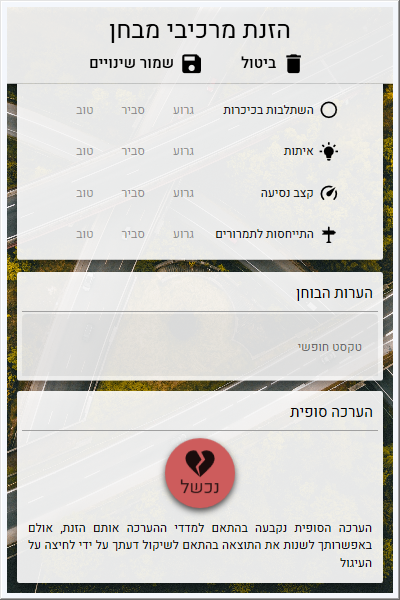 הזנת מרכיבי מבחן
ביטול שמור שינויים
השתלבות בכיכרות גרוע סביר טוב
איתות גרוע סביר טוב
קצב נסיעה גרוע סביר טוב
התייחסות לתמרורים גרוע סביר טוב
הערות הבוחן
טקסט חופשי
הערכה סופית
נכשל
הערכה הסופית נקבעה בהתאם למדדי ההערכה אותם הזנת, אולם
באפשרותך לשנות את התוצאה בהתאם לשיקול דעתך על ידי לחיצה על
העיגול